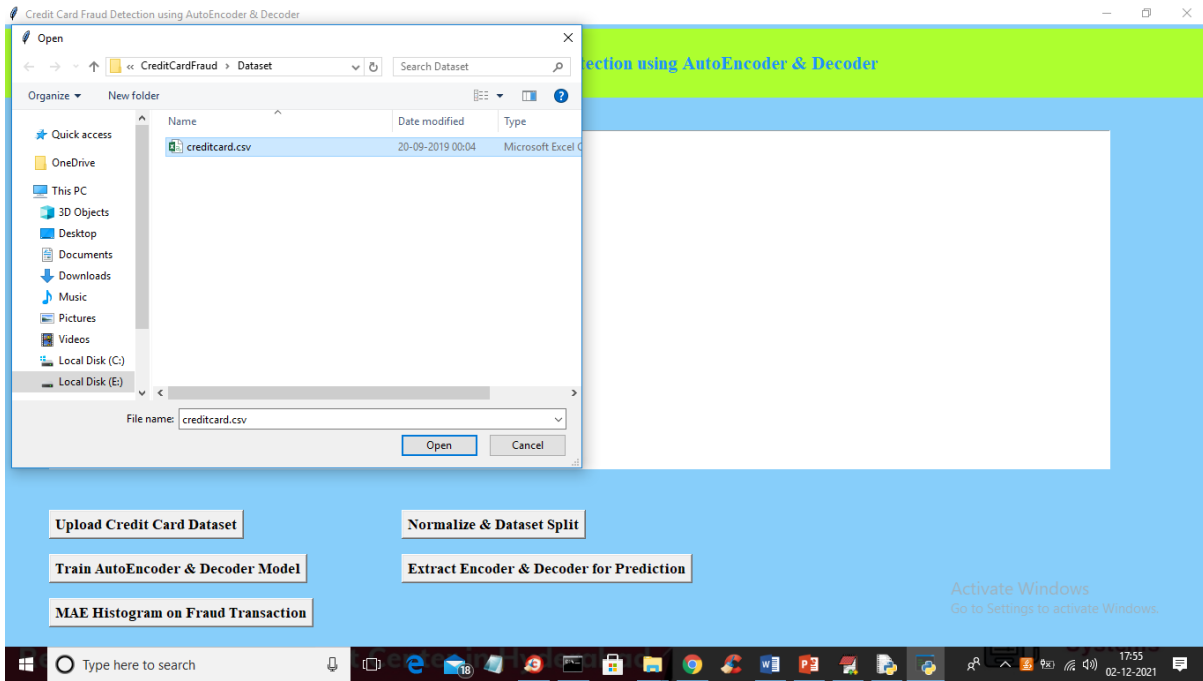 Credit Card Fraud Detection using AutoEncoder & Decoder
Open
« CreditCardFraud › Dataset
Search Dataset
tection using AutoEncoder & Decoder
Organize
New folder
Name
Date modified
Type
Quick access
creditcard.csv
20-09-2019 00:04
Microsoft Excel C
OneDrive
This PC
3D Objects
Desktop
Documents
Downloads
Music
Pictures
Videos
Local Disk (C:)
Local Disk (E:)
File name: creditcard.csv
Open
Cancel
Upload Credit Card Dataset
Normalize & Dataset Split
Train AutoEncoder & Decoder Model
Extract Encoder & Decoder for Prediction
MAE Histogram on Fraud Transaction
Activate Windows
Go to Settings to activate Windows.
Type here to search
18
17:55
02-12-2021